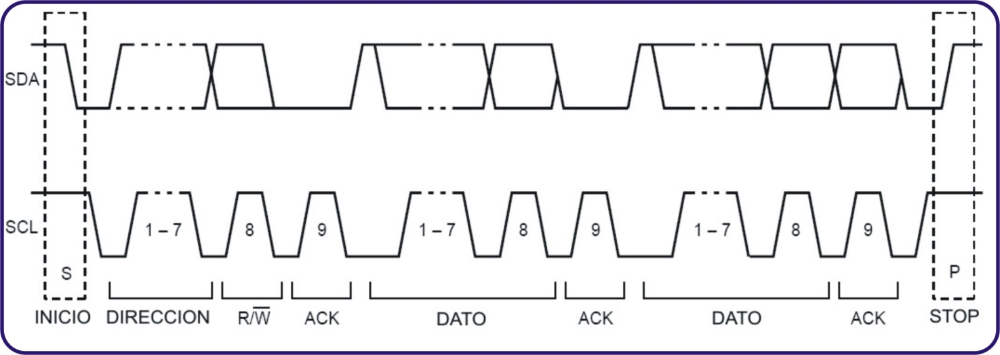 SDA
SCL
1 – 7
8
9
1 – 7
8
9
1 – 7
8
9
S
P
INICIO
DIRECCION
R/W̅
ACK
DATO
ACK
DATO
ACK
STOP